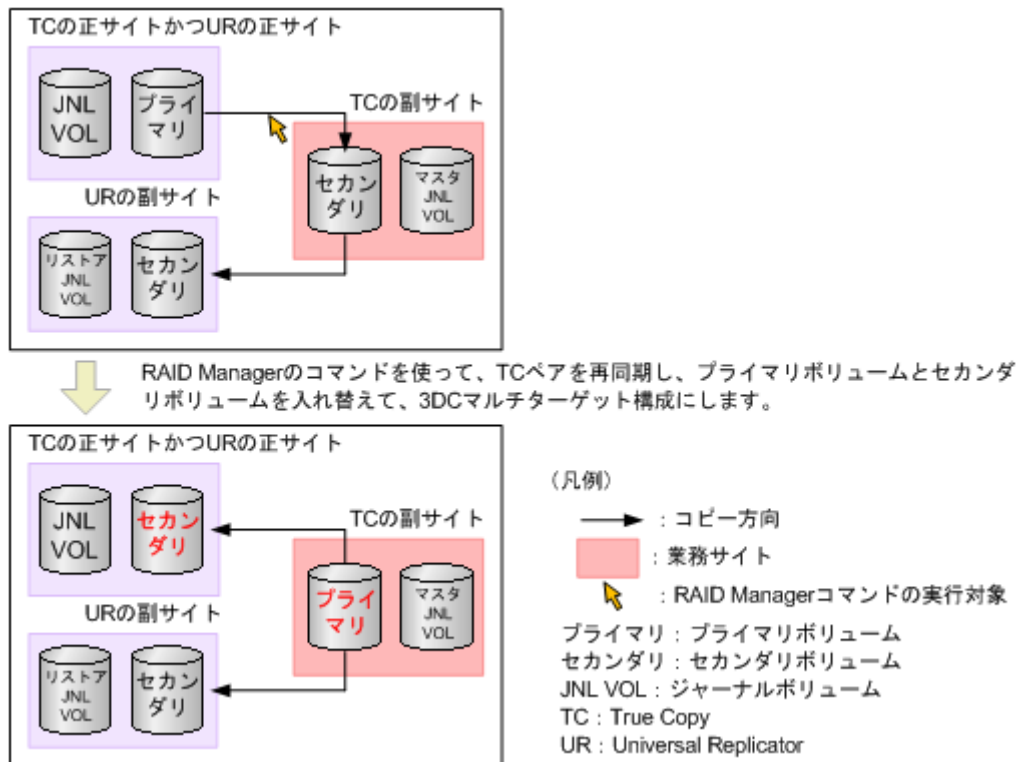 TCの正サイトかつURの正サイト
JNL
VOL
プライ
マリ
TCの副サイト
セカン
ダリ
マスタ
JNL
VOL
URの副サイト
リストア
JNL
VOL
セカン
ダリ
RAID Managerのコマンドを使って、TCペアを再同期し、プライマリボリュームとセカンダ
リボリュームを入れ替えて、3DCマルチターゲット構成にします。
TCの正サイトかつURの正サイト
JNL
VOL
セカン
ダリ
TCの副サイト
プライ
マリ
マスタ
JNL
VOL
URの副サイト
リストア
JNL
VOL
セカン
ダリ
（凡例）
：コピー方向
：業務サイト
：RAID Managerコマンドの実行対象
プライマリ：プライマリボリューム
セカンダリ：セカンダリボリューム
JNL VOL：ジャーナルボリューム
TC：True Copy
UR：Universal Replicator